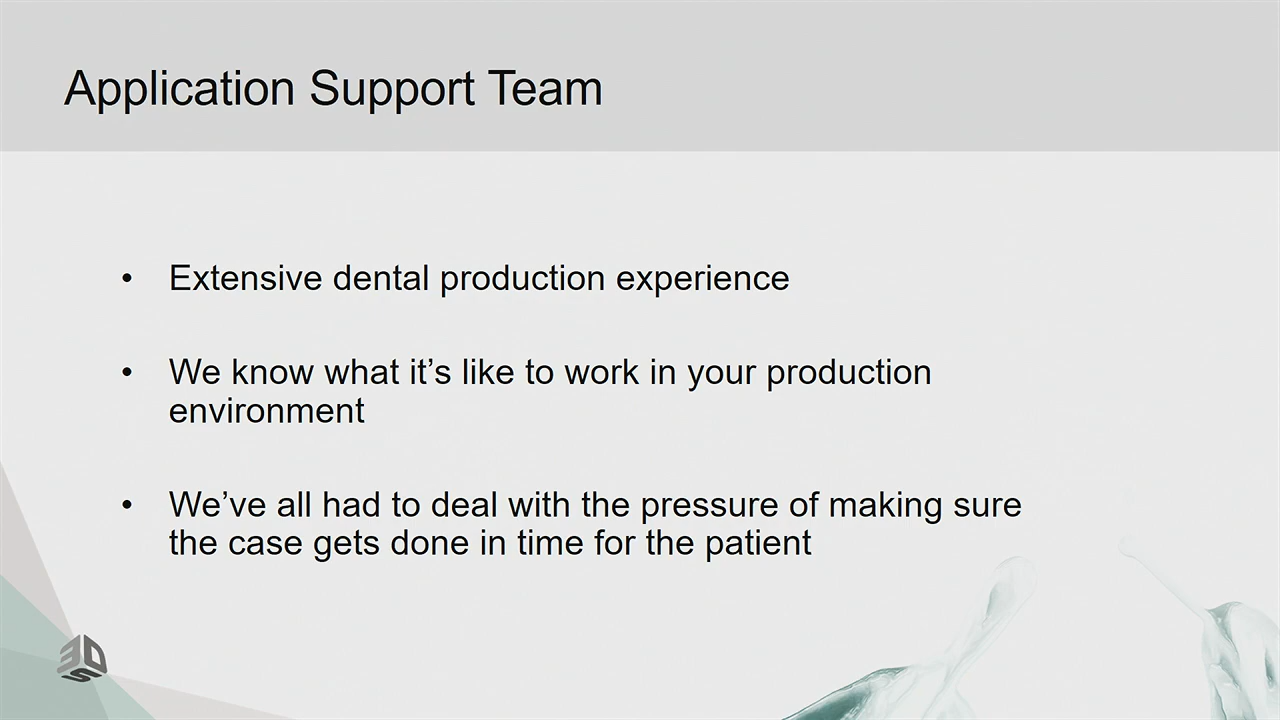 Application Support Team
• Extensive dental production experience
• We know what it’s like to work in your production
environment
• We’ve all had to deal with the pressure of making sure
the case gets done in time for the patient
3DS